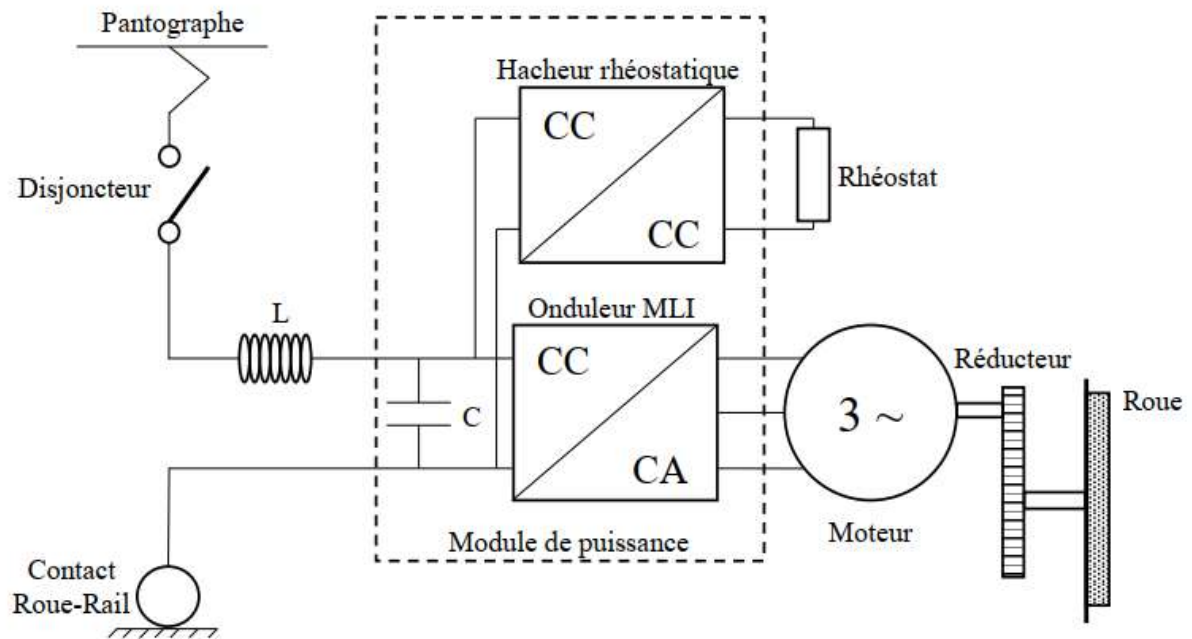 Pantographe
Hacheur rhéostatique
CC
CC
Disjoncteur
Rhéostat
L
Onduleur MLI
CC
CA
C
3 ~
Réducteur
Roue
Moteur
Module de puissance
Contact
Roue-Rail